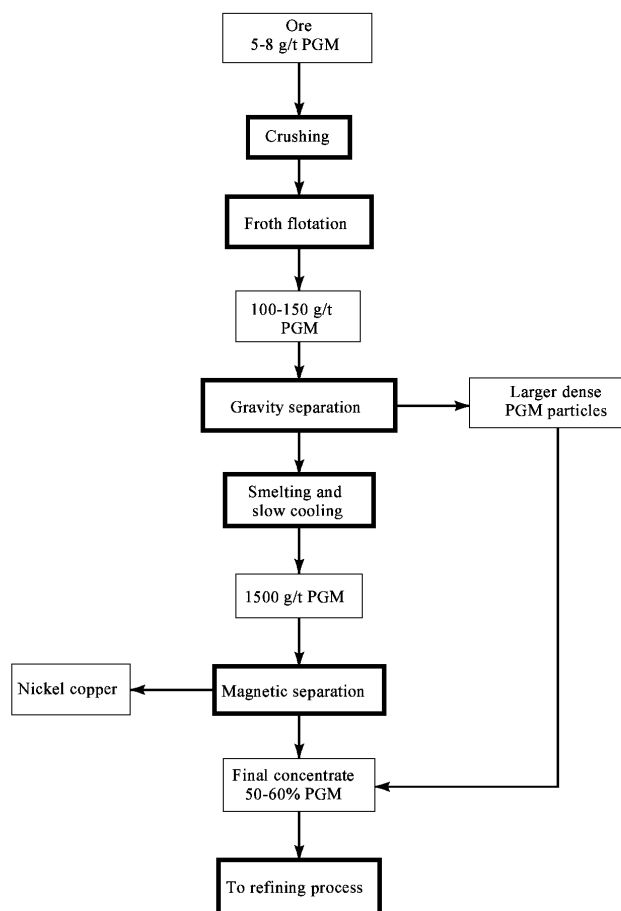 Ore
5-8 g/t PGM
Crushing
Froth flotation
100-150 g/t
PGM
Gravity separation
Larger dense
PGM particles
Smelting and
slow cooling
1500 g/t PGM
Nickel copper
Magnetic separation
Final concentrate
50-60% PGM
To refining process